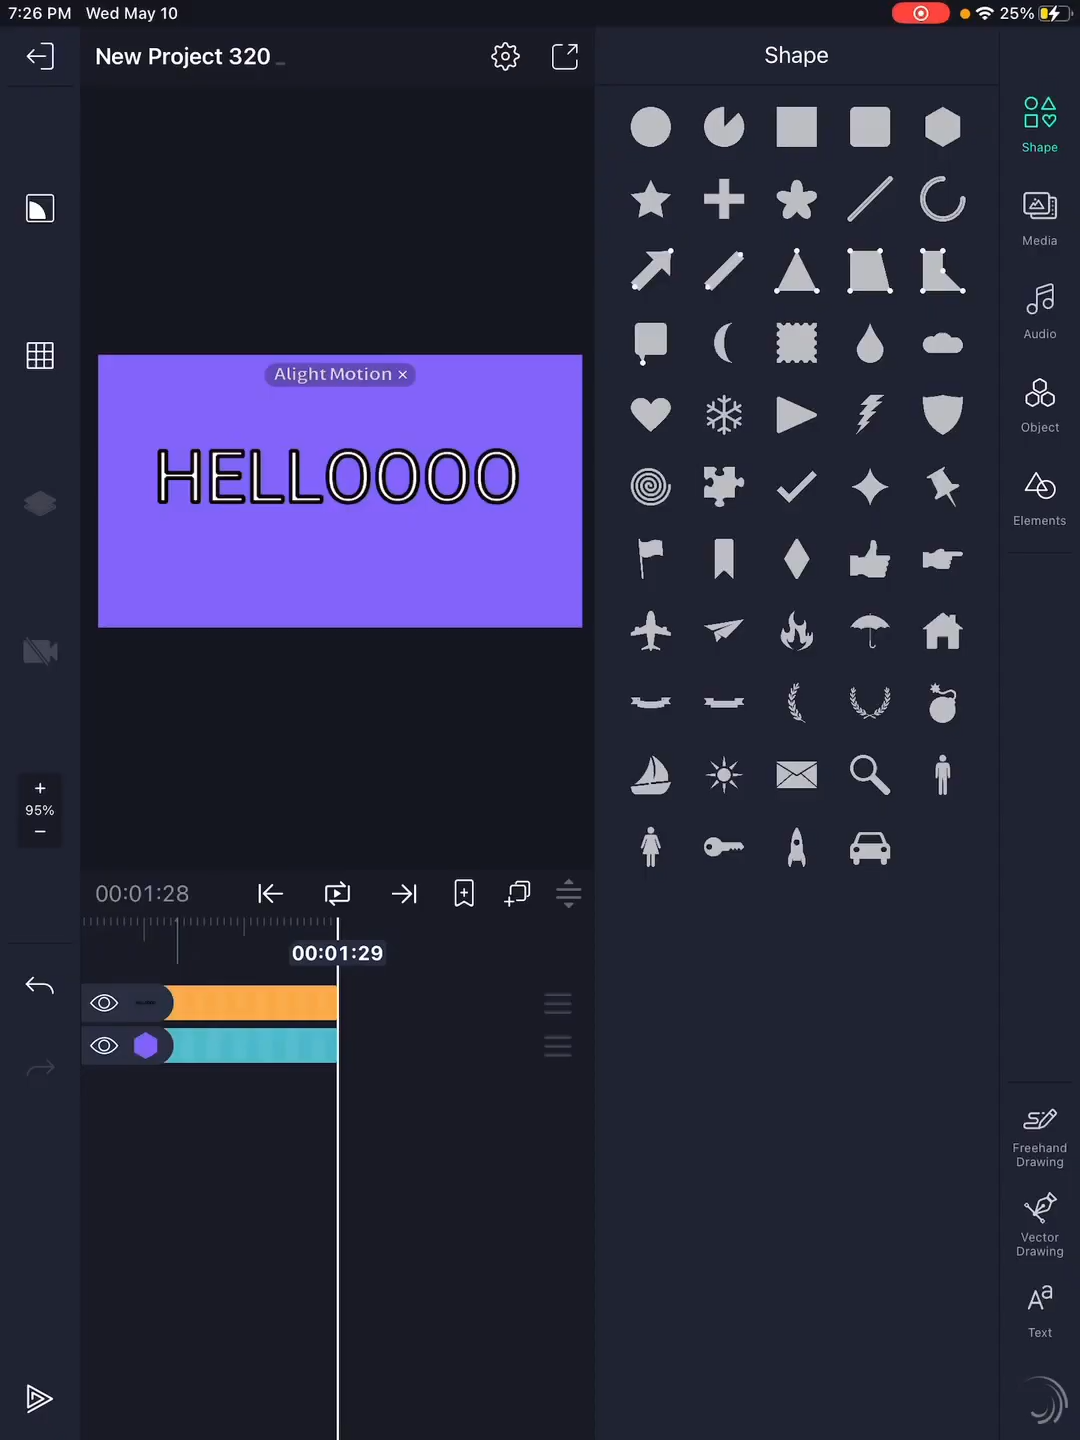 7:26 PM Wed May 10
25%
New Project 320
Shape
Shape
Media
Audio
Object
Elements
Alight Motion ×
HELLOOOO
+
95%
−
00:01:28
00:01:29
Freehand
Drawing
Vector
Drawing
Aa
Text